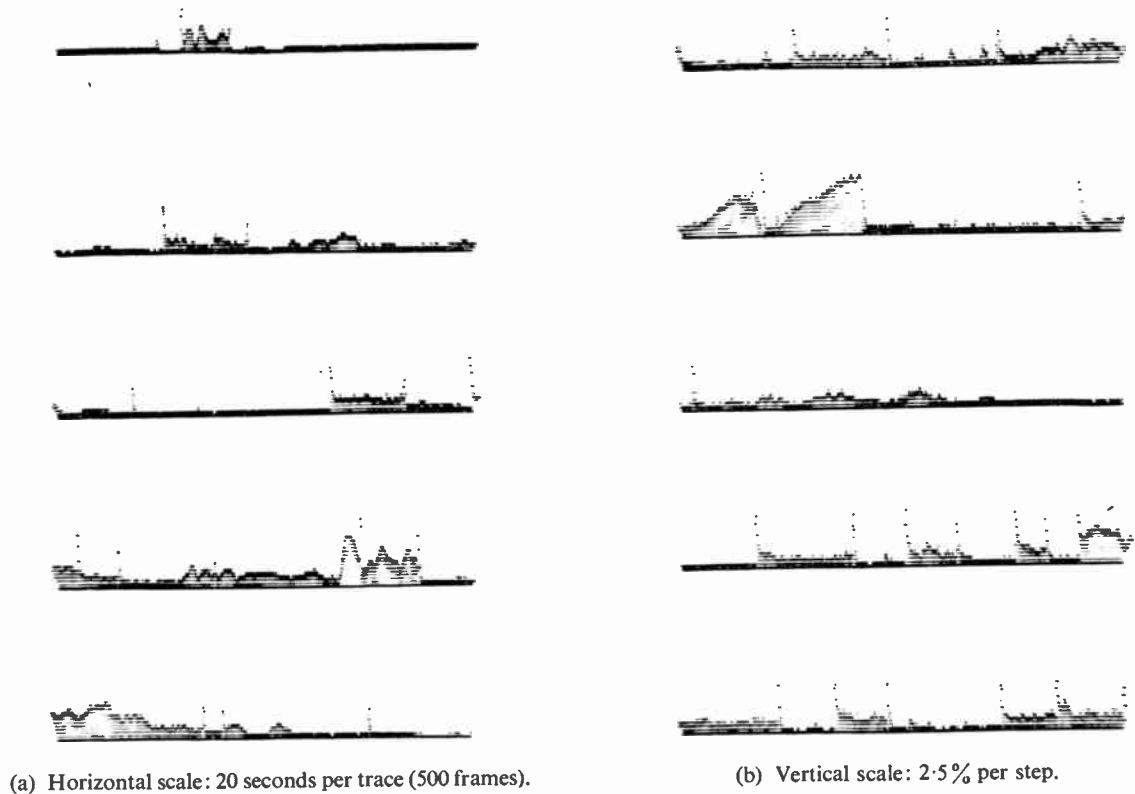 (a) Horizontal scale: 20 seconds per trace (500 frames).
(b) Vertical scale: 2·5% per step.